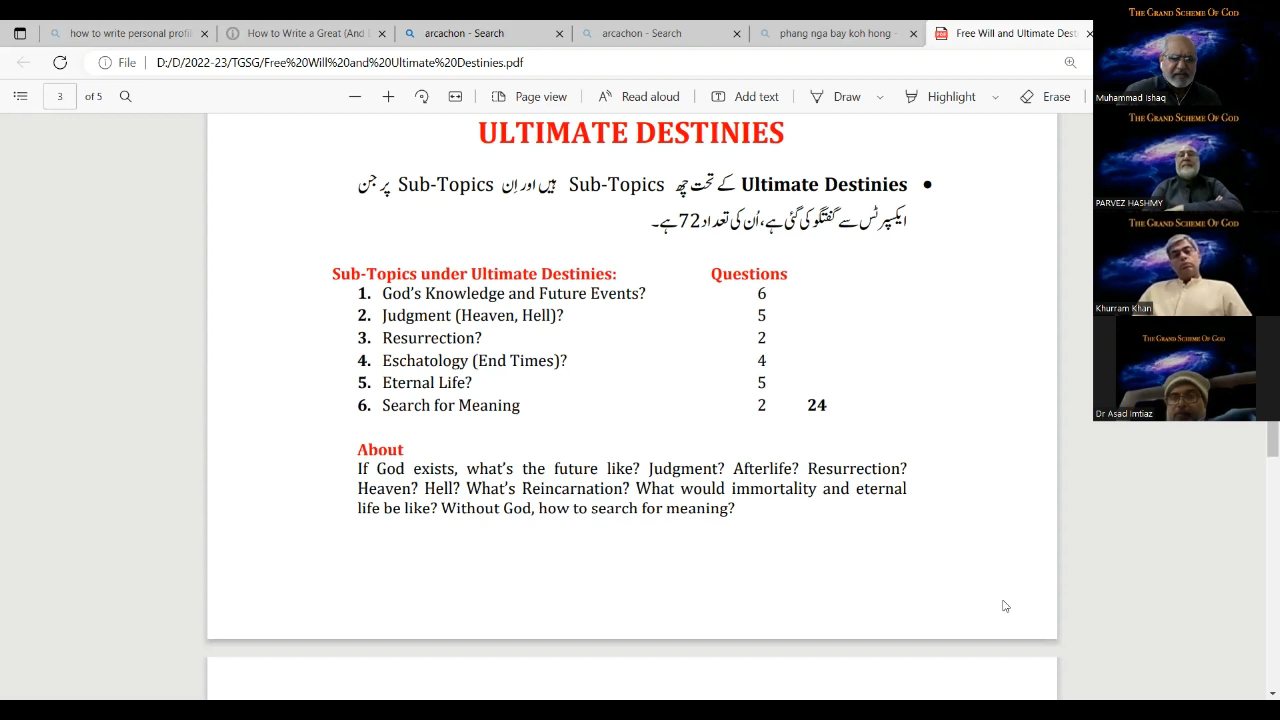 how to write personal profi
How to Write a Great (And E
arcachon - Search
arcachon - Search
phang nga bay koh hong -
Free Will and Ultimate Dest
File
D:/D/2022-23/TGSG/Free%20Will%20and%20Ultimate%20Destnies.pdf
3 of 5
Page view
Read aloud
Add text
Draw
Highlight
Erase
ULTIMATE DESTINIES
• Ultimate Destinies کے تحت چھ Sub-Topics ہیں اور اِن Sub-Topics پر جن
ایکسپرٹس سے گفتگو کی گئی ہے، اُن کی تعداد 72 ہے۔
Sub-Topics under Ultimate Destinies: Questions
1. God's Knowledge and Future Events? 6
2. Judgment (Heaven, Hell)? 5
3. Resurrection? 2
4. Eschatology (End Times)? 4
5. Eternal Life? 5
6. Search for Meaning 2 24
About
If God exists, what's the future like? Judgment? Afterlife? Resurrection?
Heaven? Hell? What's Reincarnation? What would immortality and eternal
life be like? Without God, how to search for meaning?
THE GRAND SCHEME OF GOD
Muhammad Ishaq
THE GRAND SCHEME OF GOD
PARVEZ HASHMY
THE GRAND SCHEME OF GOD
Khurram Khan
THE GRAND SCHEME OF GOD
Dr Asad Imtiaz